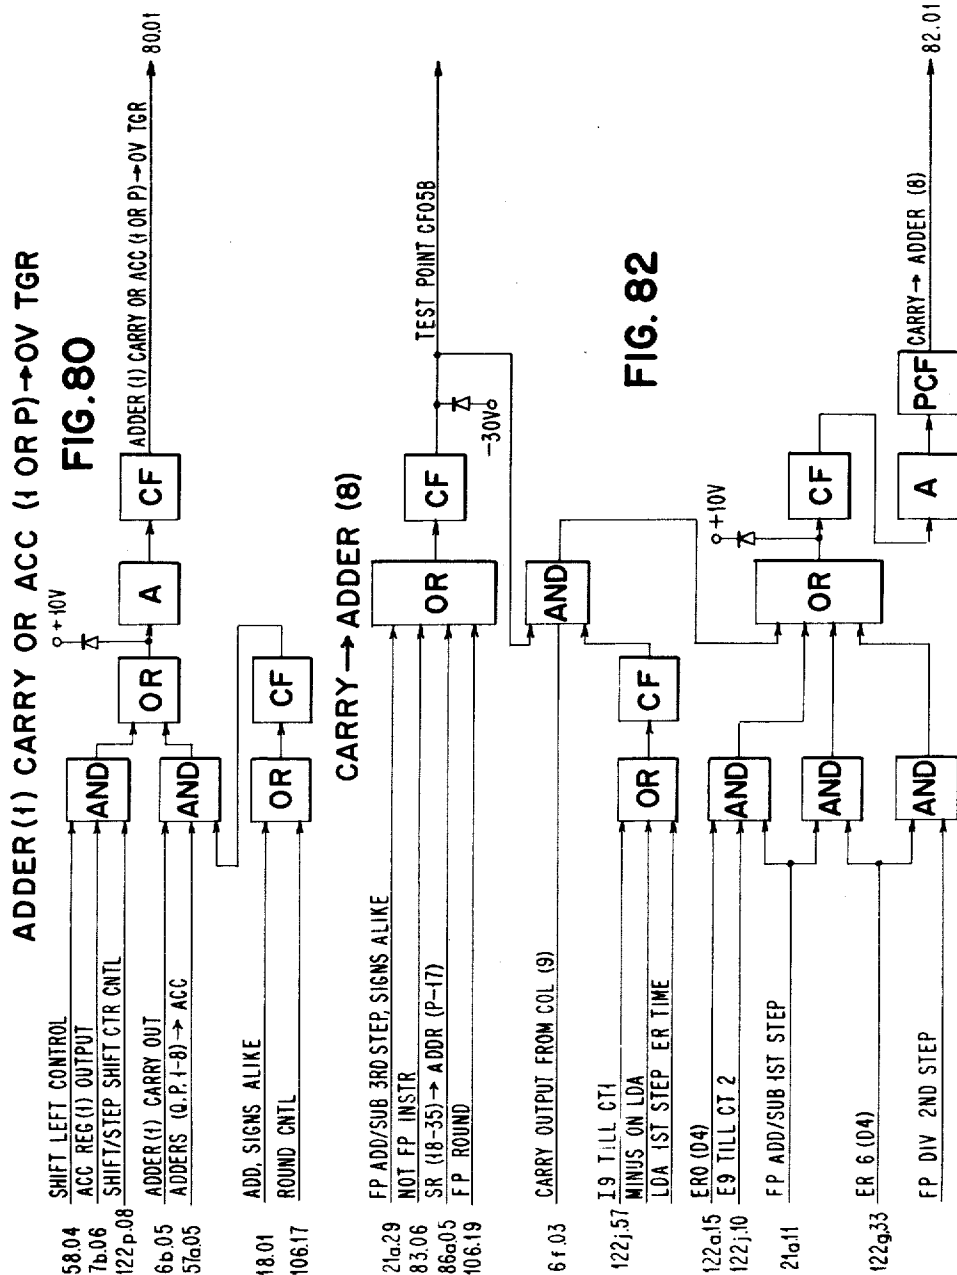 ADDER (1) CARRY OR ACC (1 OR P)→OV TGR
FIG. 80
58.04 SHIFT LEFT CONTROL
7b.06 ACC REG (1) OUTPUT
122p.08 SHIFT/STEP SHIFT CTR CNTL
6b.05 ADDER (1) CARRY OUT
57a.05 ADDERS (Q,P,1-8)→ ACC
18.01 ADD, SIGNS ALIKE
106.17 ROUND CNTL
AND
AND
OR
OR
CF
+10V
A
CF
ADDER (1) CARRY OR ACC (1 OR P)→OV TGR
80.01
CARRY → ADDER (8)
21a.29 FP ADD/SUB 3RD STEP, SIGNS ALIKE
83.06 NOT FP INSTR
86a.05 SR (18-35)→ ADDR (P-17)
106.19 FP ROUND
OR
CF
-30V
TEST POINT CF05B
FIG. 82
6f.03 CARRY OUTPUT FROM COL (9)
AND
122j.57 I9 TILL CT1
MINUS ON LDA
LDA 1ST STEP ER TIME
OR
CF
122a.15 ER0 (D4)
122j.10 E9 TILL CT 2
21a.11 FP ADD/SUB 1ST STEP
122g.33 ER 6 (D4)
FP DIV 2ND STEP
AND
AND
AND
OR
+10V
CF
A
PCF
CARRY→ ADDER (8)
82.01